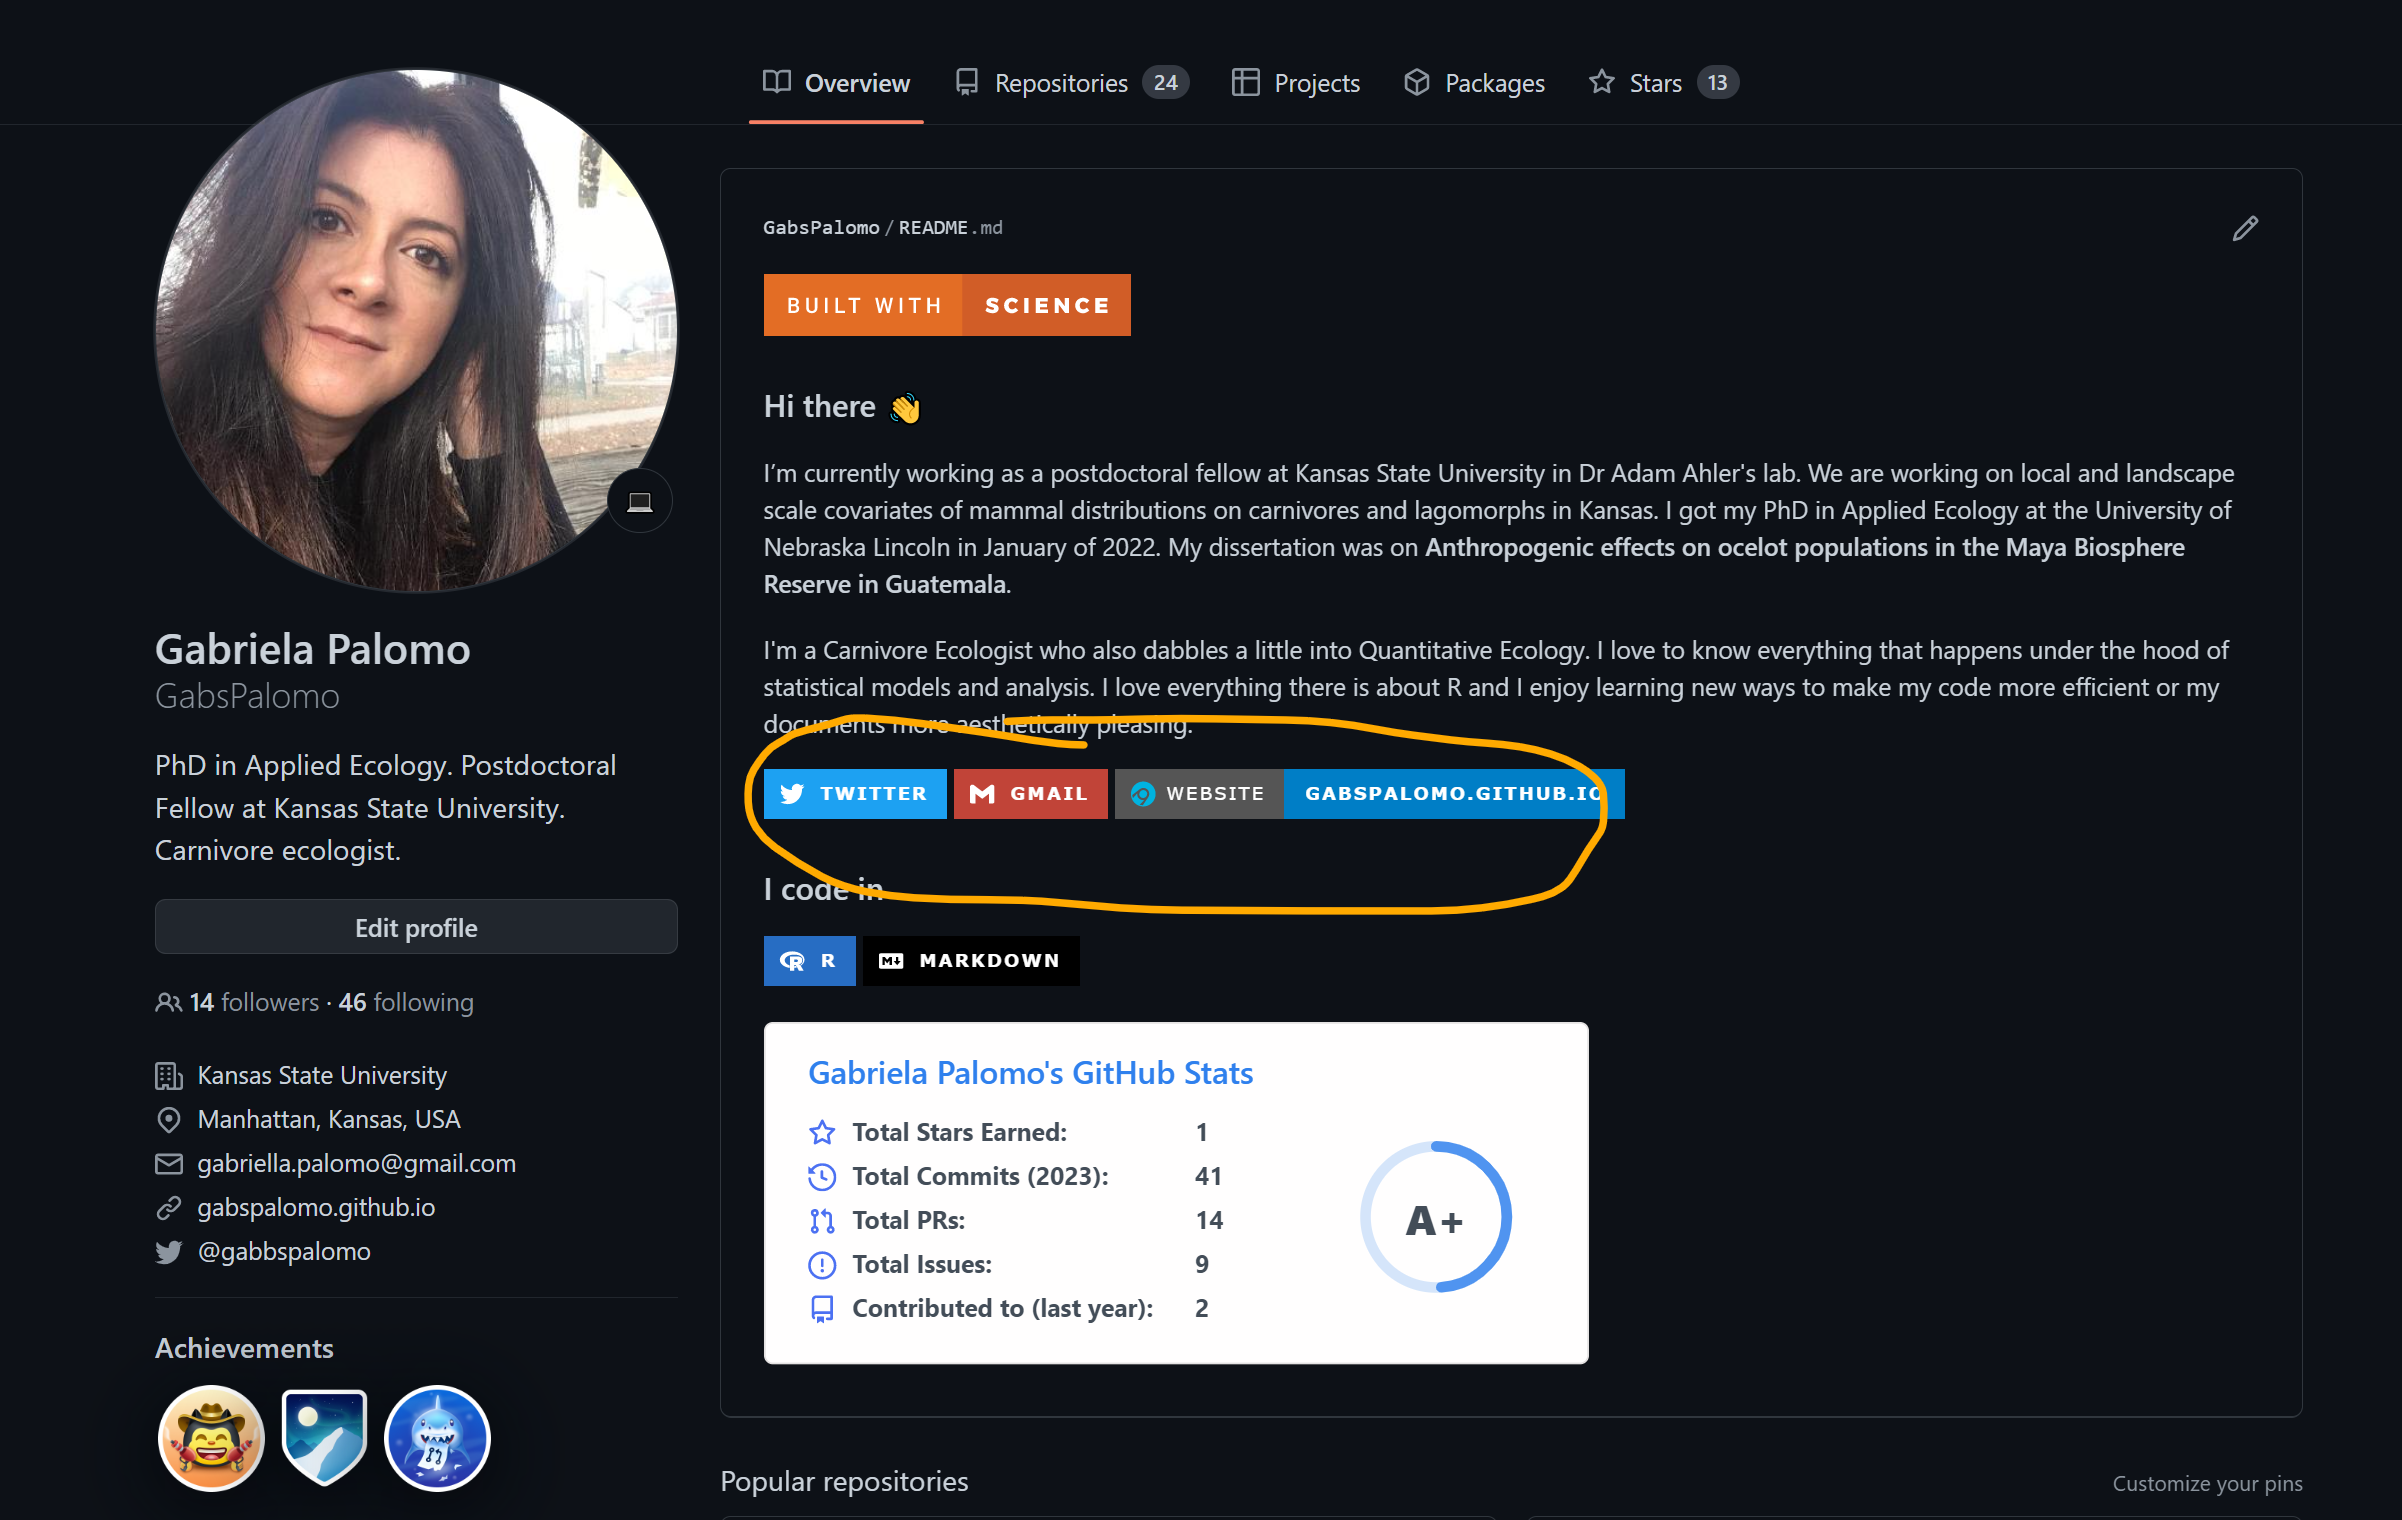 Overview Repositories 24 Projects Packages Stars 13
GabsPalomo / README.md
BUILT WITH SCIENCE
Hi there 👋
I’m currently working as a postdoctoral fellow at Kansas State University in Dr Adam Ahler's lab. We are working on local and landscape
scale covariates of mammal distributions on carnivores and lagomorphs in Kansas. I got my PhD in Applied Ecology at the University of
Nebraska Lincoln in January of 2022. My dissertation was on Anthropogenic effects on ocelot populations in the Maya Biosphere
Reserve in Guatemala.
I'm a Carnivore Ecologist who also dabbles a little into Quantitative Ecology. I love to know everything that happens under the hood of
statistical models and analysis. I love everything there is about R and I enjoy learning new ways to make my code more efficient or my
documents more aesthetically pleasing.
TWITTER GMAIL WEBSITE GABSPALOMO.GITHUB.IO
I code in
R MARKDOWN
Gabriela Palomo's GitHub Stats
Total Stars Earned: 1
Total Commits (2023): 41
Total PRs: 14
Total Issues: 9
Contributed to (last year): 2
A+
Gabriela Palomo
GabsPalomo
PhD in Applied Ecology. Postdoctoral
Fellow at Kansas State University.
Carnivore ecologist.
Edit profile
14 followers · 46 following
Kansas State University
Manhattan, Kansas, USA
gabriella.palomo@gmail.com
gabspalomo.github.io
@gabbspalomo
Achievements
Popular repositories
Customize your pins